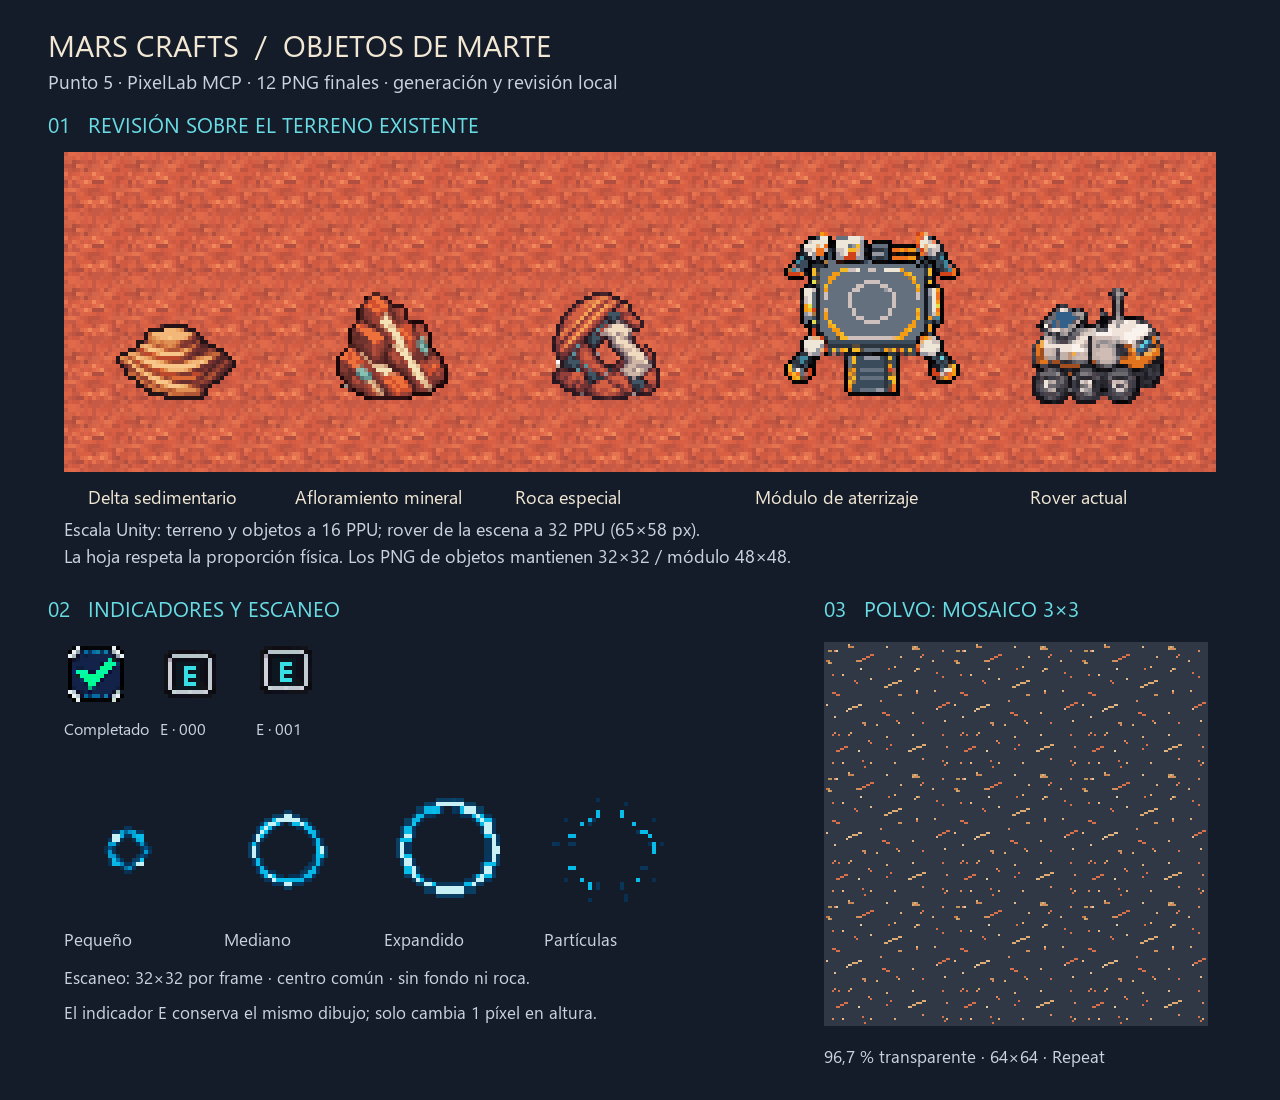 MARS CRAFTS / OBJETOS DE MARTE
Punto 5 · PixelLab MCP · 12 PNG finales · generación y revisión local
01 REVISIÓN SOBRE EL TERRENO EXISTENTE
Delta sedimentario
Afloramiento mineral
Roca especial
Módulo de aterrizaje
Rover actual
Escala Unity: terreno y objetos a 16 PPU; rover de la escena a 32 PPU (65×58 px).
La hoja respeta la proporción física. Los PNG de objetos mantienen 32×32 / módulo 48×48.
02 INDICADORES Y ESCANEO
E
E
Completado
E · 000
E · 001
Pequeño
Mediano
Expandido
Partículas
Escaneo: 32×32 por frame · centro común · sin fondo ni roca.
El indicador E conserva el mismo dibujo; solo cambia 1 píxel en altura.
03 POLVO: MOSAICO 3×3
96,7 % transparente · 64×64 · Repeat